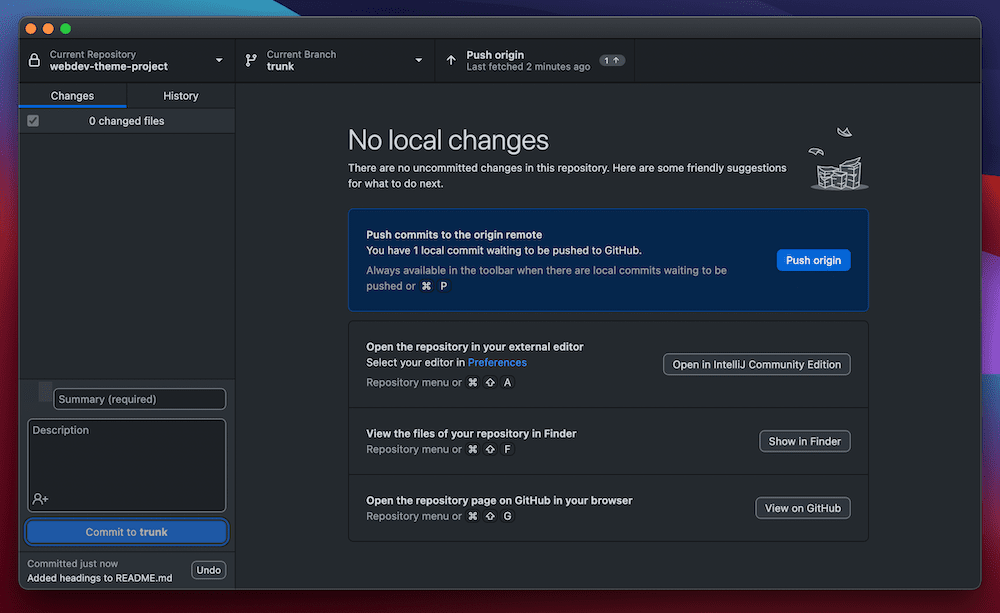 Current Repository
webdev-theme-project
Current Branch
trunk
Push origin
Last fetched 2 minutes ago
1 ↑
Changes
History
0 changed files
No local changes
There are no uncommitted changes in this repository. Here are some friendly suggestions
for what to do next.
Push commits to the origin remote
You have 1 local commit waiting to be pushed to GitHub.
Always available in the toolbar when there are local commits waiting to be
pushed or ⌘ P
Push origin
Open the repository in your external editor
Select your editor in Preferences
Repository menu or ⌘ ⇧ A
Open in IntelliJ Community Edition
View the files of your repository in Finder
Repository menu or ⌘ ⇧ F
Show in Finder
Open the repository page on GitHub in your browser
Repository menu or ⌘ ⇧ G
View on GitHub
Summary (required)
Description
Commit to trunk
Committed just now
Added headings to README.md
Undo